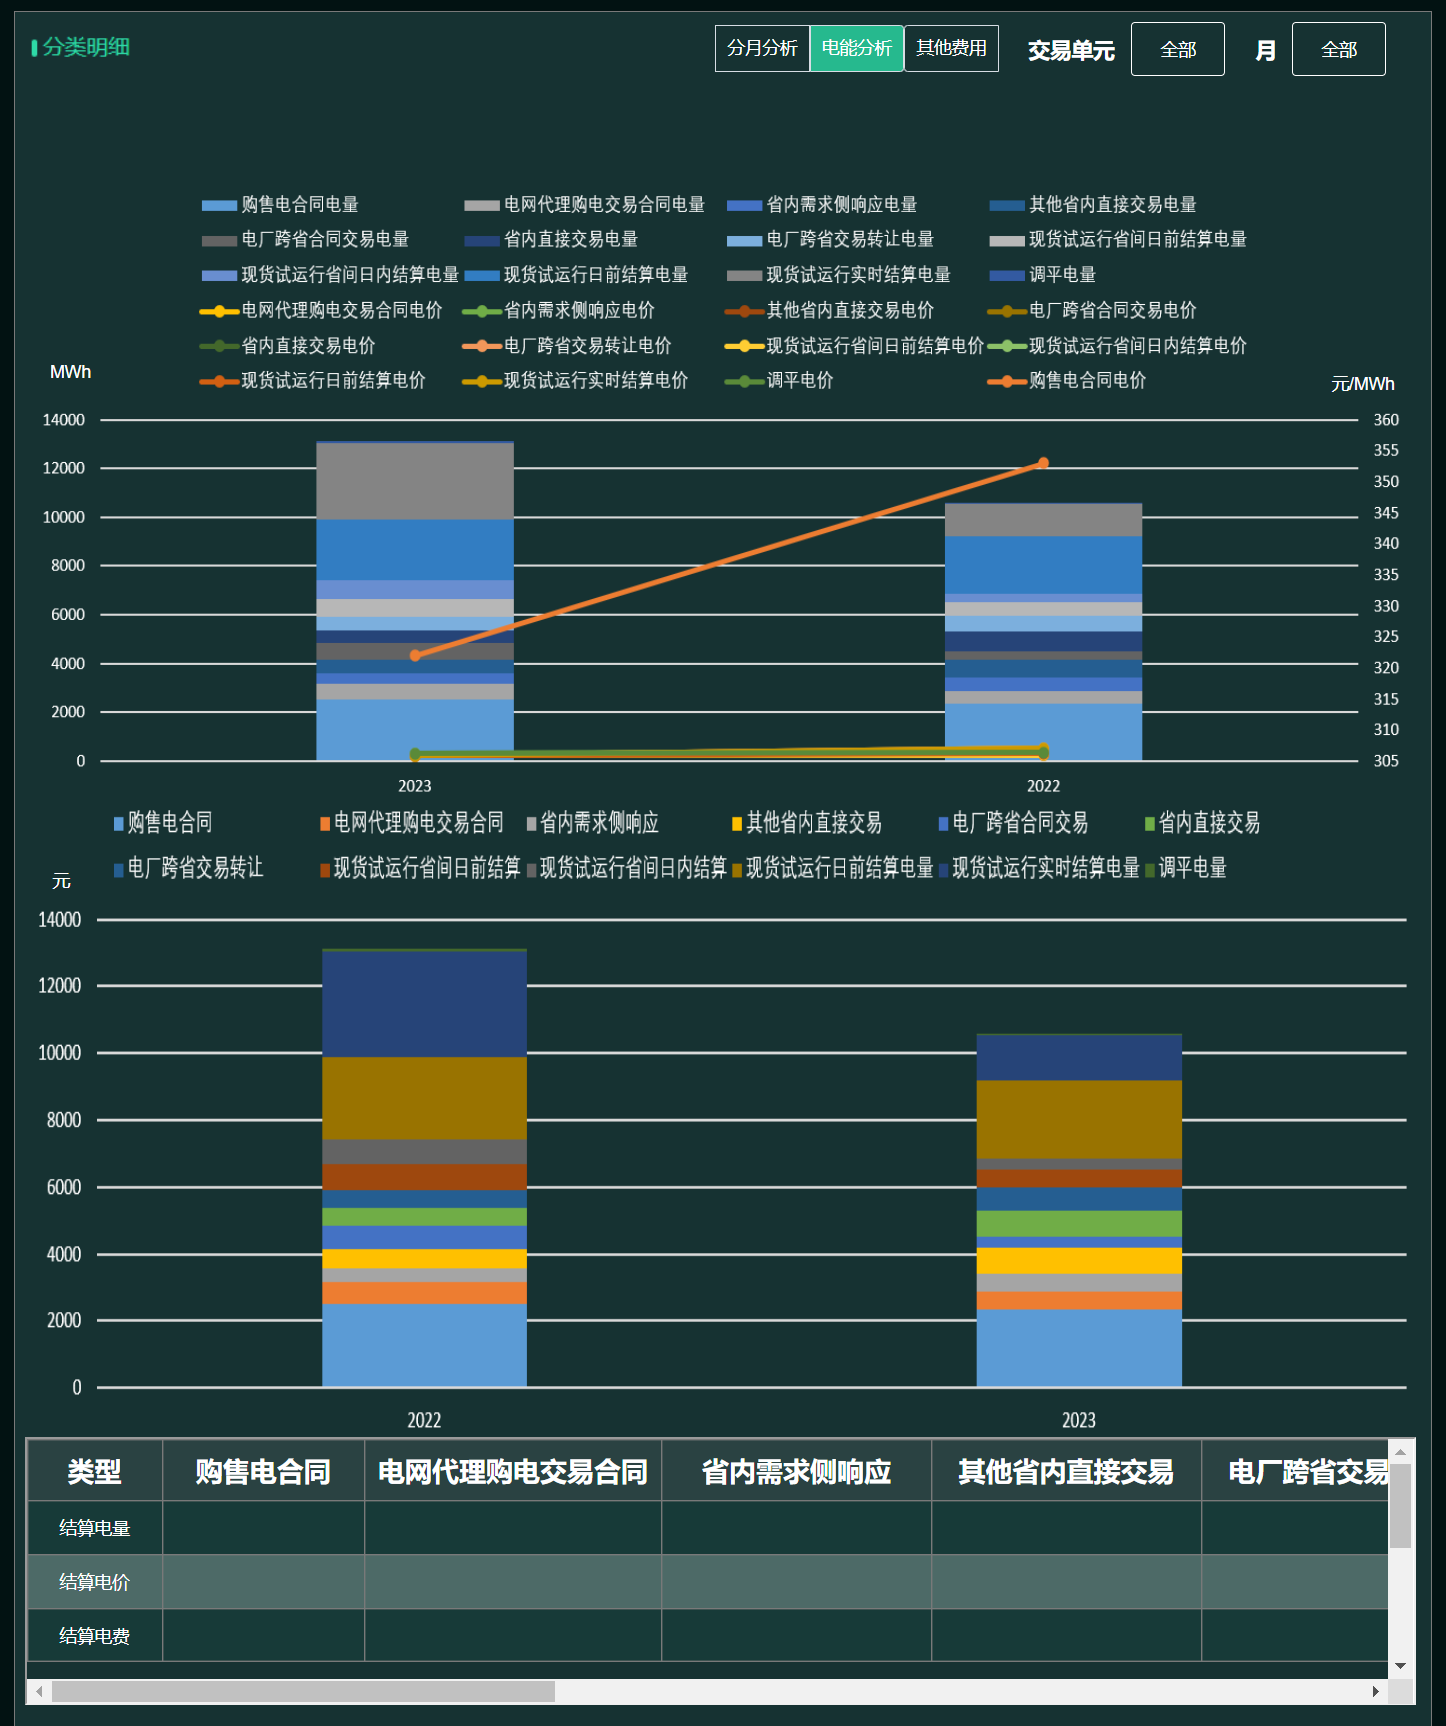 分类明细 分月分析 电能分析 其他费用 交易单元 全部 月 全部
购售电合同电量 电网代理购电交易合同电量 省内需求侧响应电量 其他省内直接交易电量
电厂跨省合同交易电量 省内直接交易电量 电厂跨省交易转让电量 现货试运行省间日前结算电量
现货试运行省间日内结算电量 现货试运行日前结算电量 现货试运行实时结算电量 调平电量
电网代理购电交易合同电价 省内需求侧响应电价 其他省内直接交易电价 电厂跨省合同交易电价
省内直接交易电价 电厂跨省交易转让电价 现货试运行省间日前结算电价 现货试运行省间日内结算电价
MWh 现货试运行日前结算电价 现货试运行实时结算电价 调平电价 购售电合同电价 元/MWh
14000 360
355
12000 350
10000 345
340
8000 335
6000 330
325
4000 320
2000 315
310
0 305
2023 2022
购售电合同 电网代理购电交易合同 省内需求侧响应 其他省内直接交易 电厂跨省合同交易 省内直接交易
电厂跨省交易转让 现货试运行省间日前结算 现货试运行省间日内结算 现货试运行日前结算电量 现货试运行实时结算电量 调平电量
元
14000
12000
10000
8000
6000
4000
2000
0
2022 2023
类型 购售电合同 电网代理购电交易合同 省内需求侧响应 其他省内直接交易 电厂跨省交易
结算电量
结算电价
结算电费